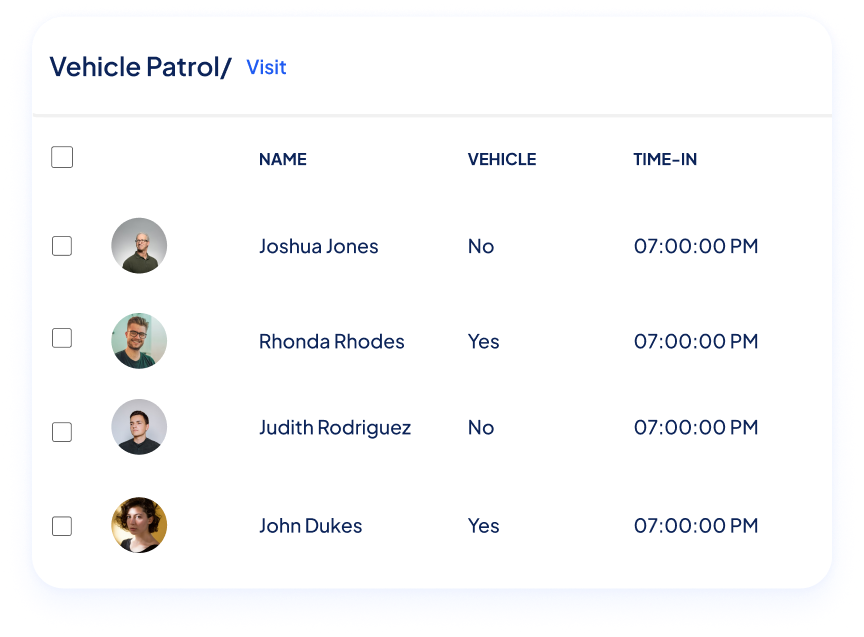 Vehicle Patrol/ Visit
NAME VEHICLE TIME-IN
Joshua Jones No 07:00:00 PM
Rhonda Rhodes Yes 07:00:00 PM
Judith Rodriguez No 07:00:00 PM
John Dukes Yes 07:00:00 PM